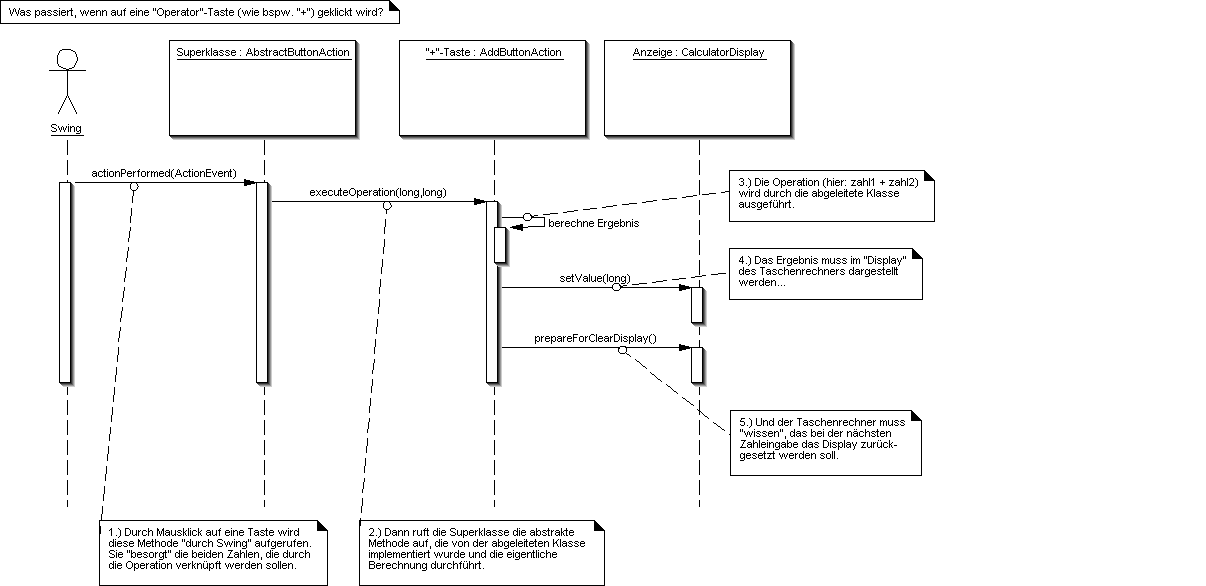 Was passiert, wenn auf eine "Operator"-Taste (wie bspw. "+") geklickt wird?
Superklasse : AbstractButtonAction
"+"-Taste : AddButtonAction
Anzeige : CalculatorDisplay
Swing
actionPerformed(ActionEvent)
executeOperation(long,long)
berechne Ergebnis
3.) Die Operation (hier: zahl1 + zahl2)
wird durch die abgeleitete Klasse
ausgeführt.
setValue(long)
4.) Das Ergebnis muss im "Display"
des Taschenrechners dargestellt
werden...
prepareForClearDisplay()
5.) Und der Taschenrechner muss
"wissen", das bei der nächsten
Zahleingabe das Display zurück-
gesetzt werden soll.
1.) Durch Mausklick auf eine Taste wird
diese Methode "durch Swing" aufgerufen.
Sie "besorgt" die beiden Zahlen, die durch
die Operation verknüpft werden sollen.
2.) Dann ruft die Superklasse die abstrakte
Methode auf, die von der abgeleiteten Klasse
implementiert wurde und die eigentliche
Berechnung durchführt.